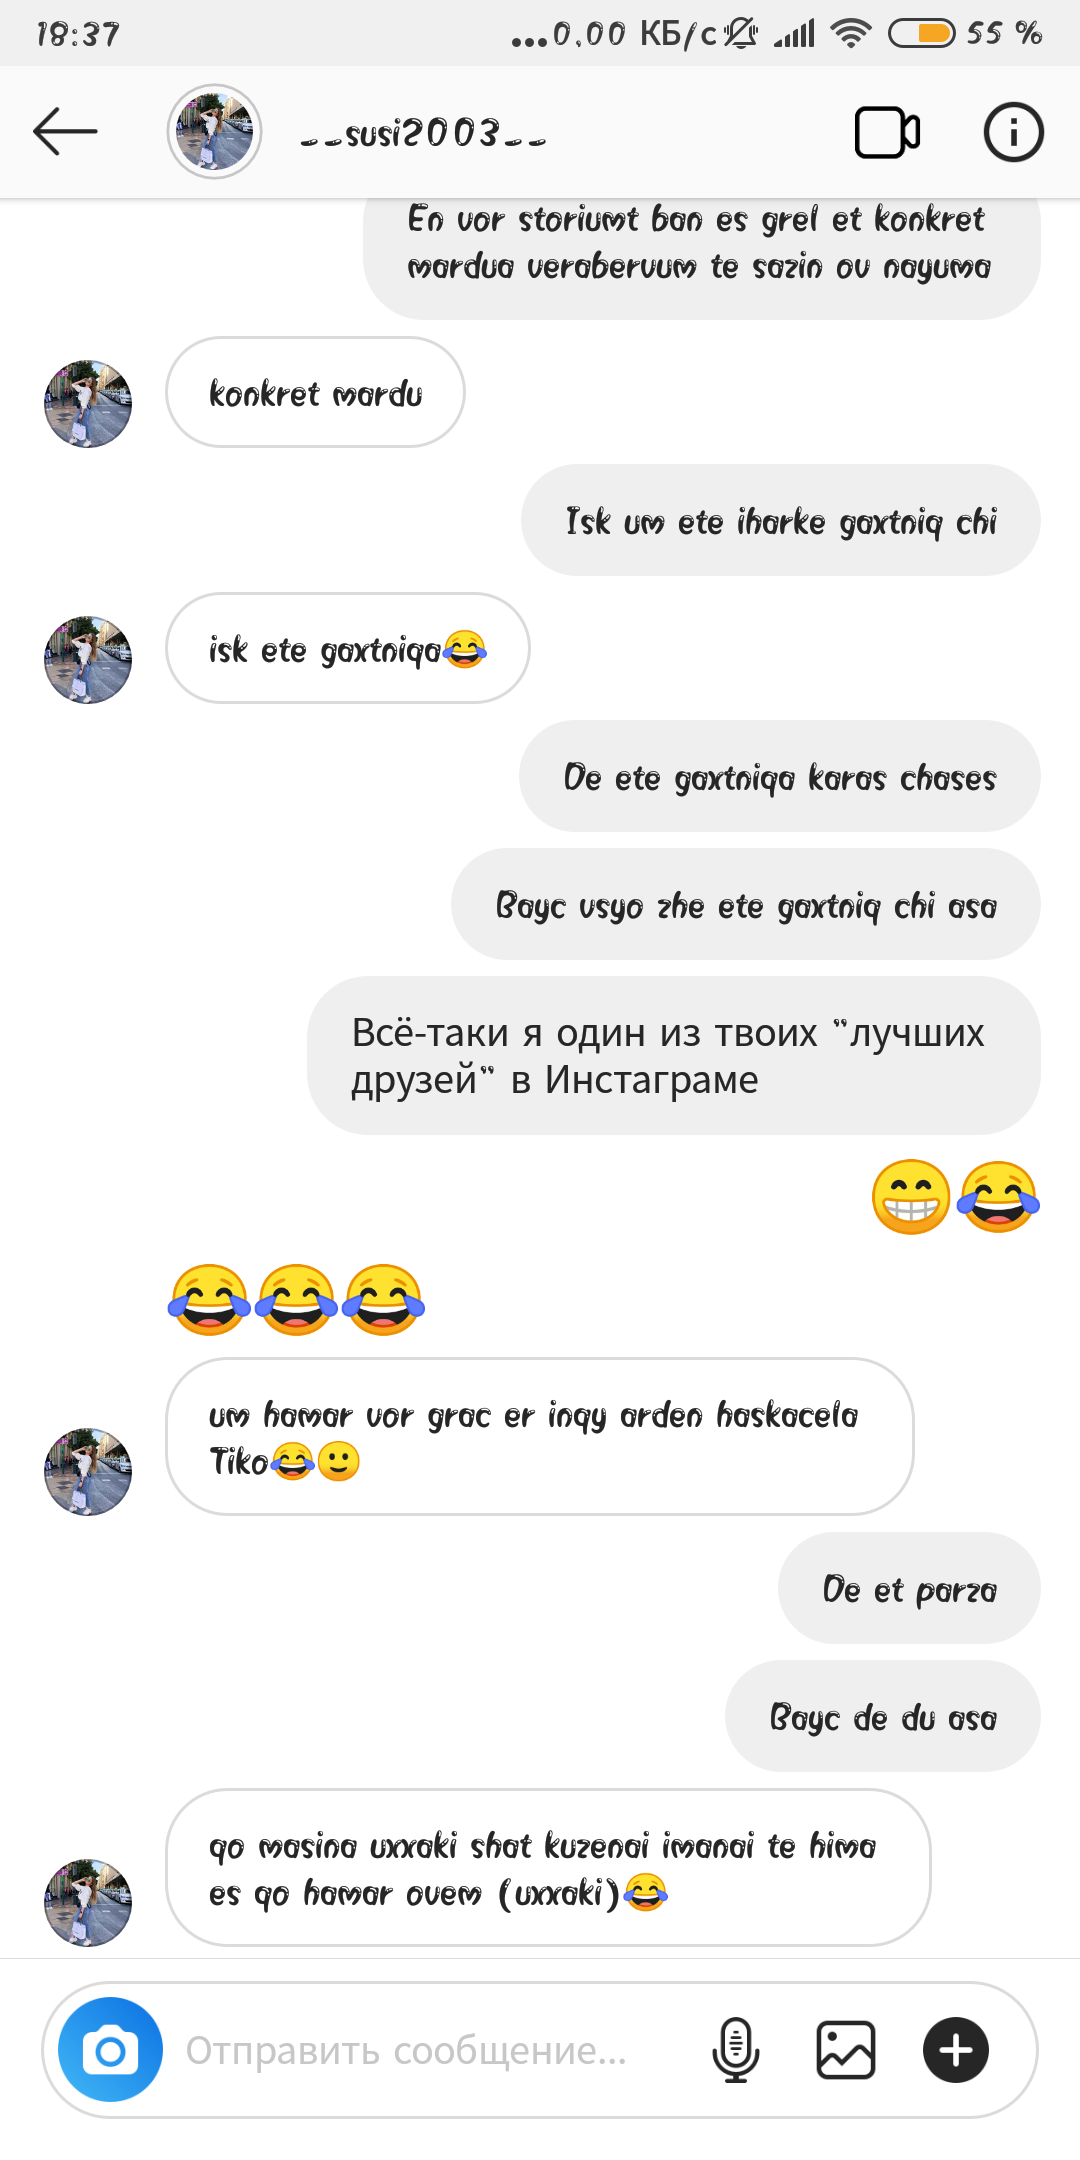 18:37
...0,00 КБ/с 55 %
__susi2003__
En vor storiumt ban es grel et konkret
mardua verabervum te sazin ov nayuma
konkret mardu
Isk um ete iharke gaxtniq chi
isk ete gaxtniqa😂
De ete gaxtniqa karas chases
Bayc vsyo zhe ete gaxtniq chi asa
Всё-таки я один из твоих "лучших
друзей" в Инстаграме
😁😂
😂😂😂
um hamar vor grac er inqy arden haskacela
Tiko😂🙂
De et parza
Bayc de du asa
qo masina uxxaki shat kuzenai imanai te hima
es qo hamar ovem (uxxaki)😂
Отправить сообщение...